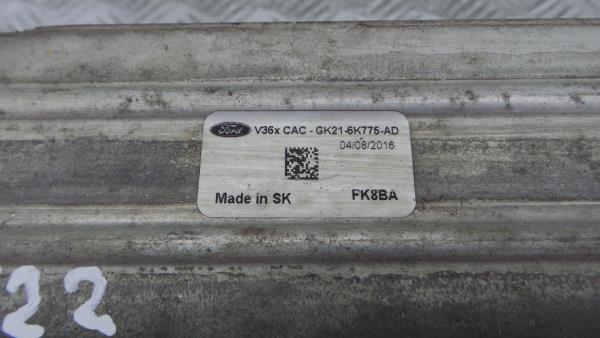 Ford V36x CAC - GK21-6K775-AD
04/08/2016
Made in SK FK8BA
22